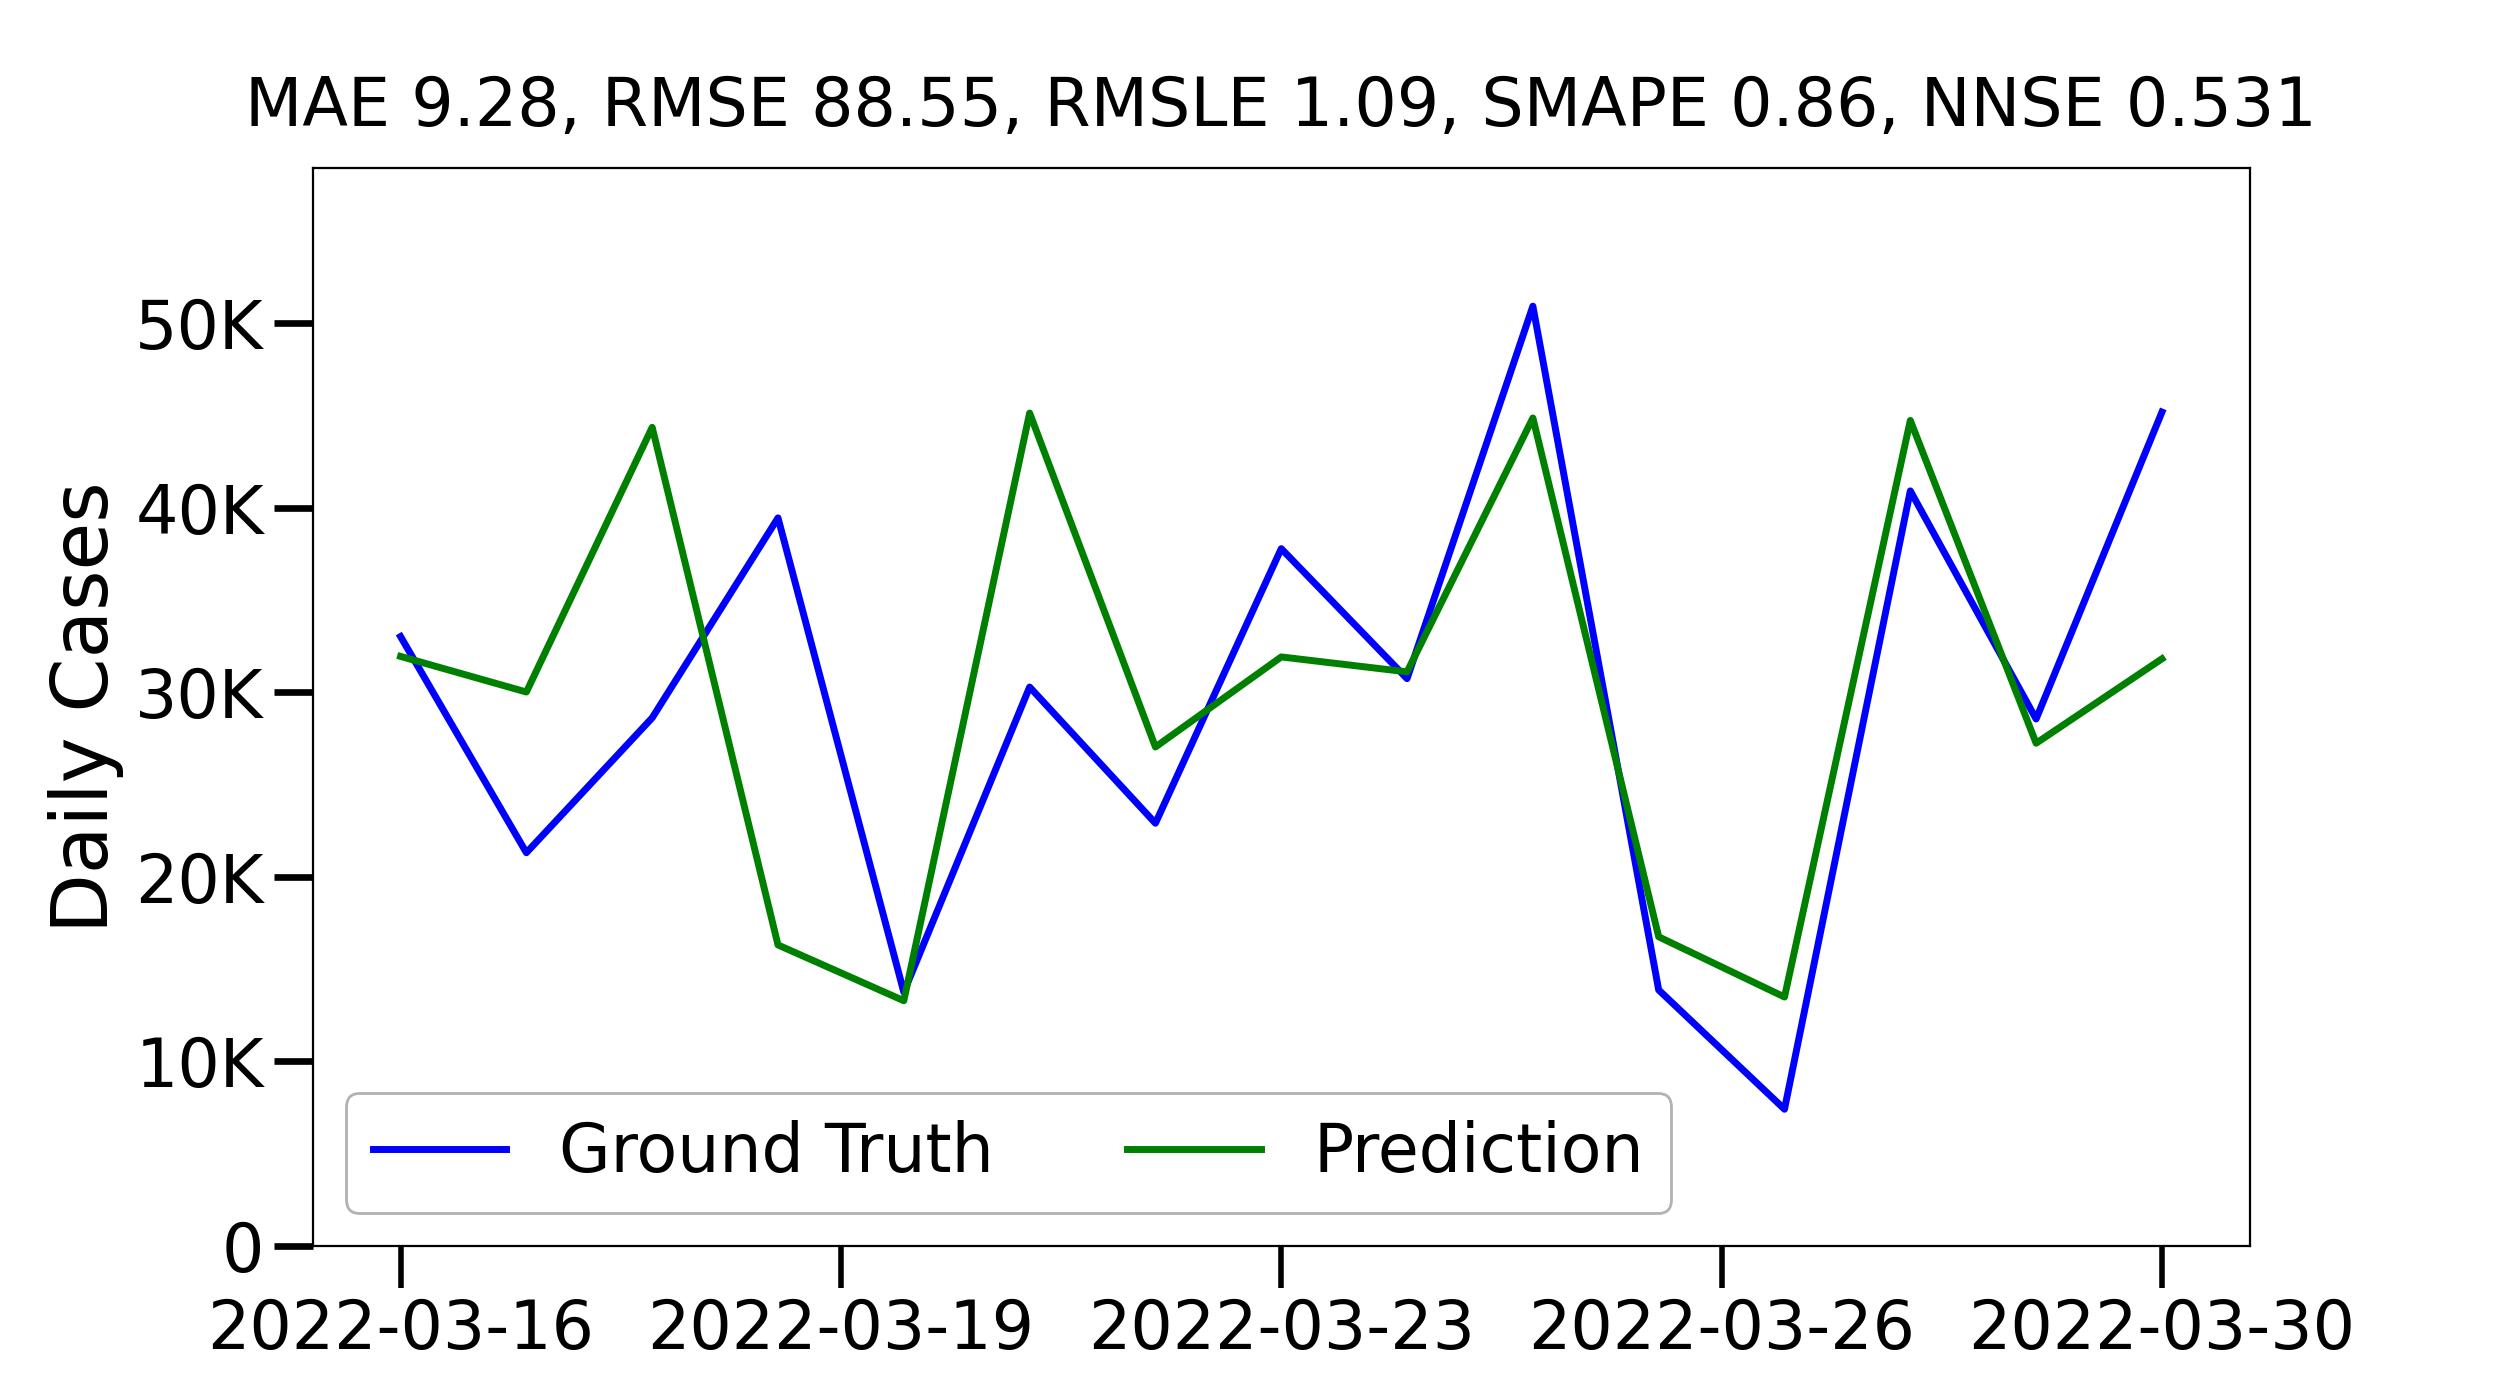 MAE 9.28, RMSE 88.55, RMSLE 1.09, SMAPE 0.86, NNSE 0.531
Daily Cases
50K
40K
30K
20K
10K
0
Ground Truth Prediction
2022-03-16 2022-03-19 2022-03-23 2022-03-26 2022-03-30